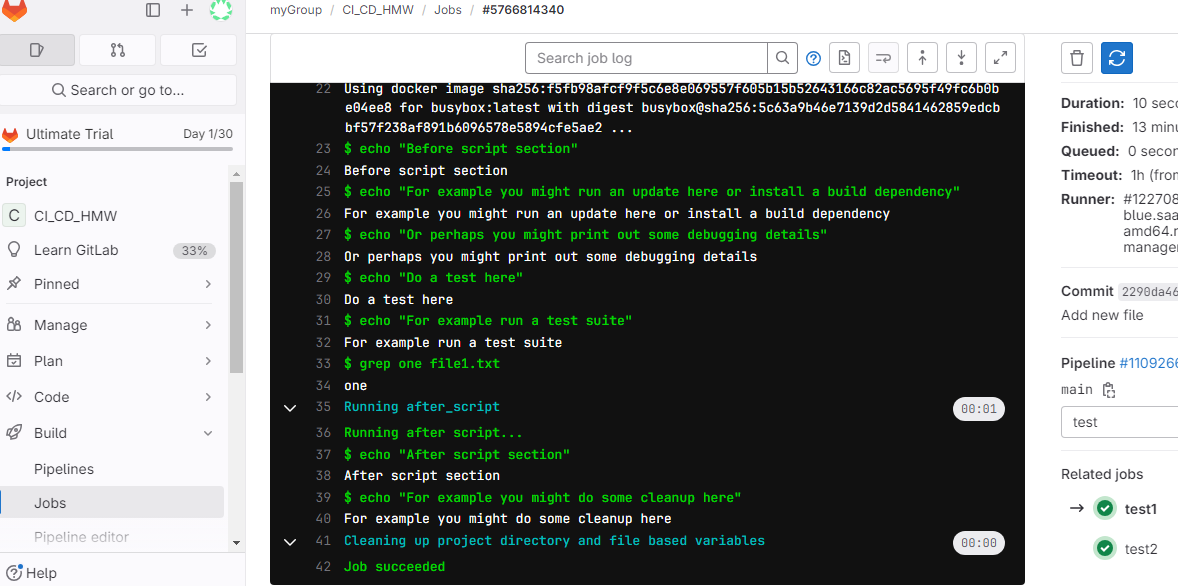 myGroup / CI_CD_HMW / Jobs / #5766814340
Search or go to...
Ultimate Trial Day 1/30
Project
C CI_CD_HMW
Learn GitLab 33%
Pinned
Manage
Plan
Code
Build
Pipelines
Jobs
Pipeline editor
Help
Search job log
22 Using docker image sha256:f5fb98afcf9f5c6e8e069557f605b15b52643166c82ac5695f49fc6b0b
e04ee8 for busybox:latest with digest busybox@sha256:5c63a9b46e7139d2d5841462859edcb
bf57f238af891b6096578e5894cfe5ae2 ...
23 $ echo "Before script section"
24 Before script section
25 $ echo "For example you might run an update here or install a build dependency"
26 For example you might run an update here or install a build dependency
27 $ echo "Or perhaps you might print out some debugging details"
28 Or perhaps you might print out some debugging details
29 $ echo "Do a test here"
30 Do a test here
31 $ echo "For example run a test suite"
32 For example run a test suite
33 $ grep one file1.txt
34 one
35 Running after_script 00:01
36 Running after script...
37 $ echo "After script section"
38 After script section
39 $ echo "For example you might do some cleanup here"
40 For example you might do some cleanup here
41 Cleaning up project directory and file based variables 00:00
42 Job succeeded
Duration: 10 sec
Finished: 13 minu
Queued: 0 secon
Timeout: 1h (from
Runner: #122708
blue.saa
amd64.r
manager
Commit 2290da46
Add new file
Pipeline #1109266
main
test
Related jobs
test1
test2